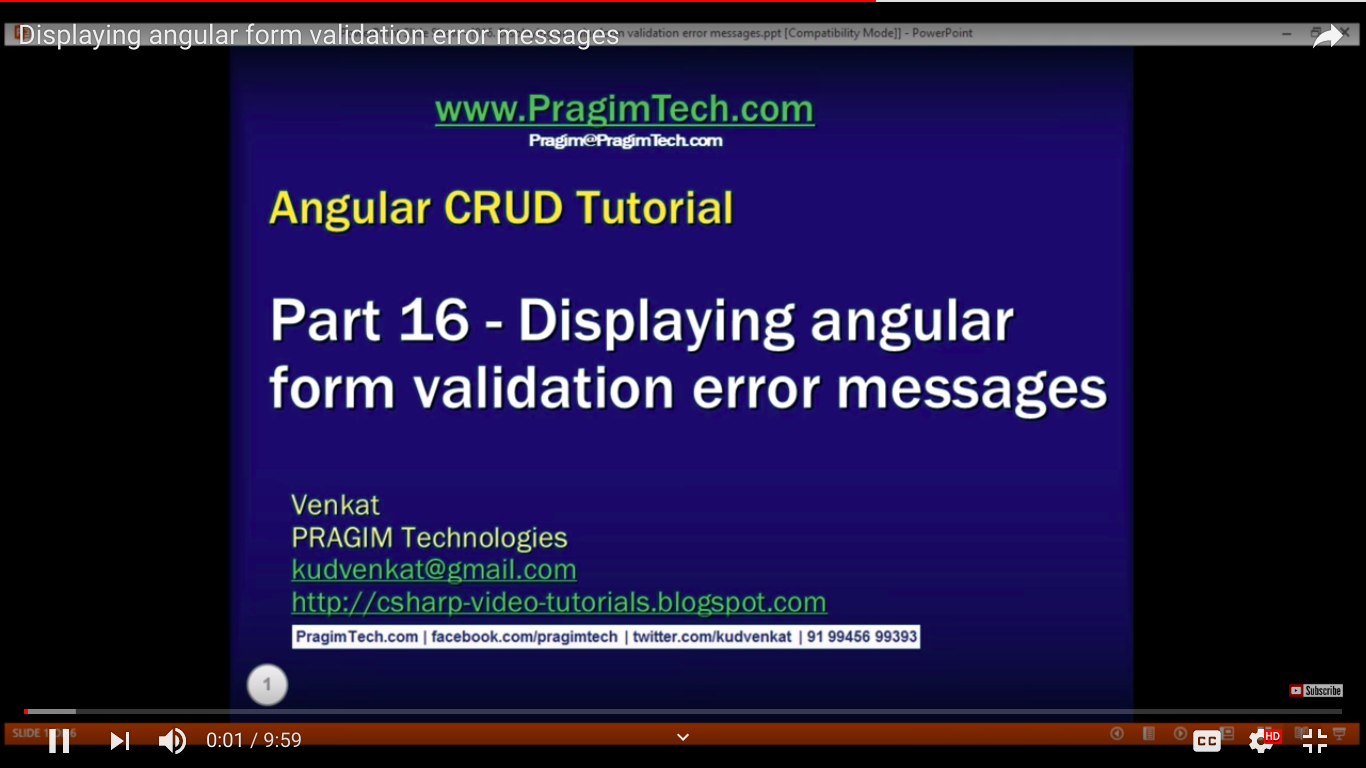 Displaying angular form validation error messages
n validation error messages.ppt [Compatibility Mode]] - PowerPoint
www.PragimTech.com
Pragim@PragimTech.com
Angular CRUD Tutorial
Part 16 - Displaying angular
form validation error messages
Venkat
PRAGIM Technologies
kudvenkat@gmail.com
http://csharp-video-tutorials.blogspot.com
PragimTech.com | facebook.com/pragimtech | twitter.com/kudvenkat | 91 99456 99393
1
Subscribe
SLIDE 1 6
0:01 / 9:59
CC
HD